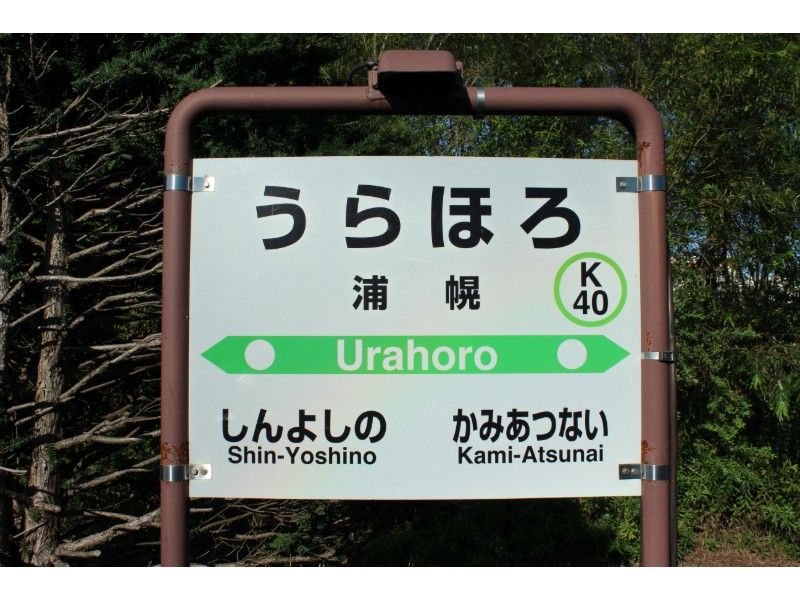 うらほろ
浦幌
K
40
Urahoro
しんよしの かみあつない
Shin-Yoshino Kami-Atsunai